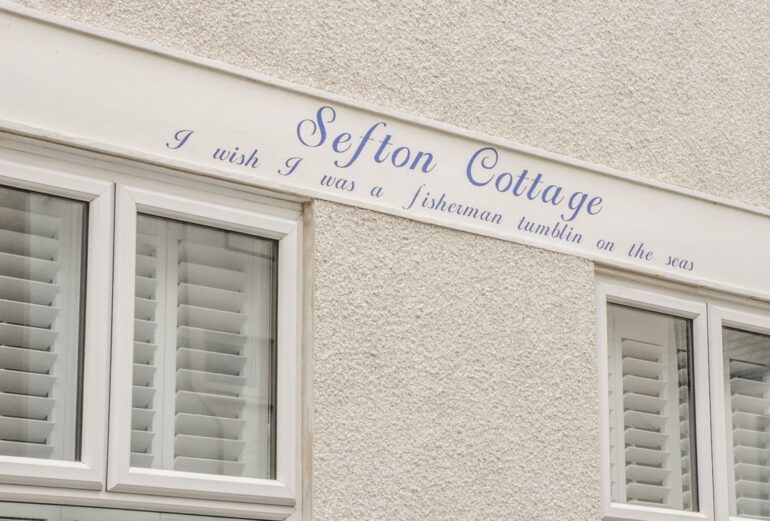 Sefton Cottage
I wish I was a fisherman tumblin on the seas